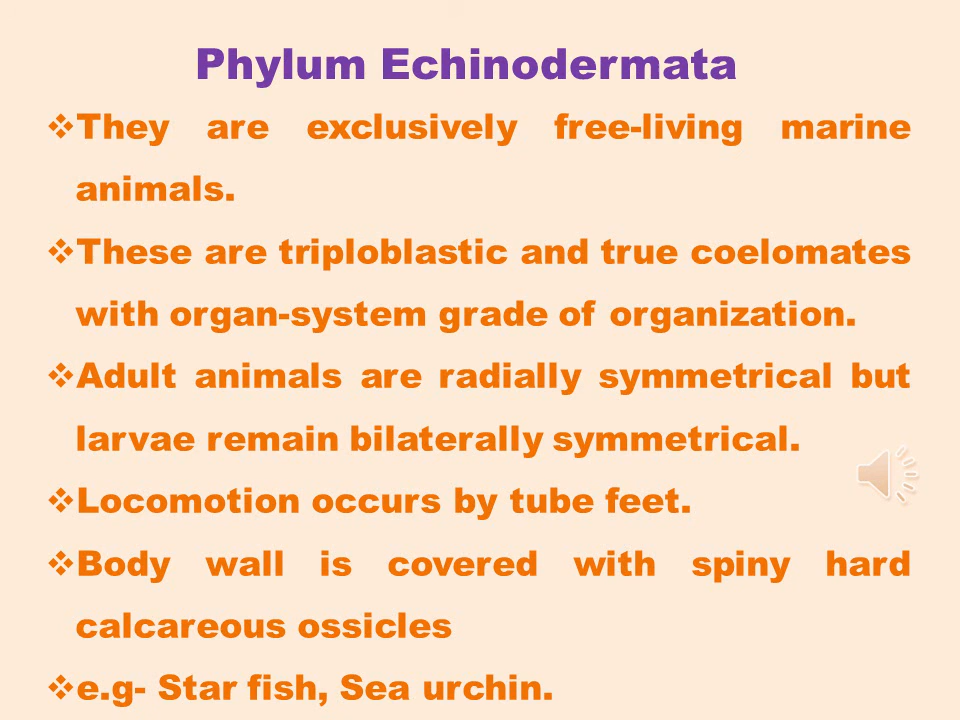 Phylum Echinodermata
❖They are exclusively free-living marine
animals.
❖These are triploblastic and true coelomates
with organ-system grade of organization.
❖Adult animals are radially symmetrical but
larvae remain bilaterally symmetrical.
❖Locomotion occurs by tube feet.
❖Body wall is covered with spiny hard
calcareous ossicles
❖e.g- Star fish, Sea urchin.